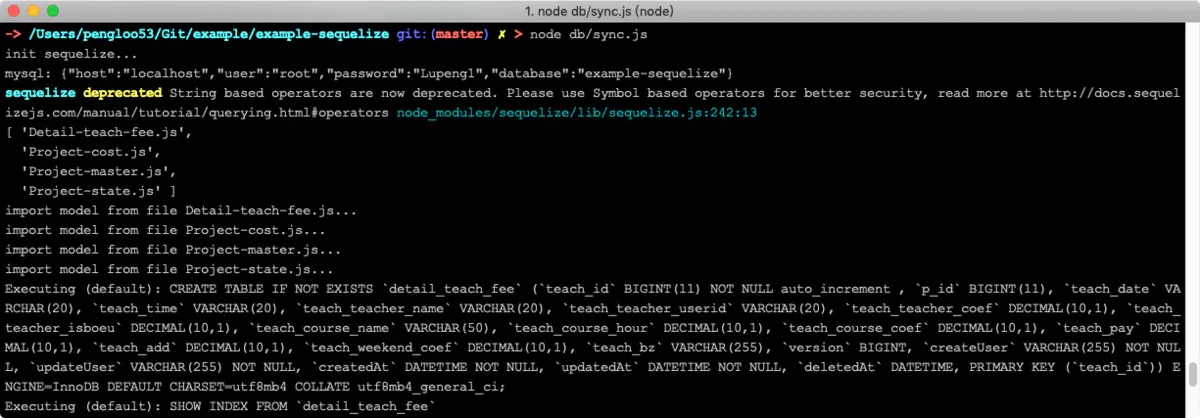 1. node db/sync.js (node)
-> /Users/pengloo53/Git/example/example-sequelize git:(master) ✗ > node db/sync.js
init sequelize...
mysql: {"host":"localhost","user":"root","password":"Lupeng1","database":"example-sequelize"}
sequelize deprecated String based operators are now deprecated. Please use Symbol based operators for better security, read more at http://docs.sequel
izejs.com/manual/tutorial/querying.html#operators node_modules/sequelize/lib/sequelize.js:242:13
[ 'Detail-teach-fee.js',
  'Project-cost.js',
  'Project-master.js',
  'Project-state.js' ]
import model from file Detail-teach-fee.js...
import model from file Project-cost.js...
import model from file Project-master.js...
import model from file Project-state.js...
Executing (default): CREATE TABLE IF NOT EXISTS `detail_teach_fee` (`teach_id` BIGINT(11) NOT NULL auto_increment , `p_id` BIGINT(11), `teach_date` VA
RCHAR(20), `teach_time` VARCHAR(20), `teach_teacher_name` VARCHAR(20), `teach_teacher_userid` VARCHAR(20), `teach_teacher_coef` DECIMAL(10,1), `teach_
teacher_isboeu` DECIMAL(10,1), `teach_course_name` VARCHAR(50), `teach_course_hour` DECIMAL(10,1), `teach_course_coef` DECIMAL(10,1), `teach_pay` DECI
MAL(10,1), `teach_add` DECIMAL(10,1), `teach_weekend_coef` DECIMAL(10,1), `teach_bz` VARCHAR(255), `version` BIGINT, `createUser` VARCHAR(255) NOT NUL
L, `updateUser` VARCHAR(255) NOT NULL, `createdAt` DATETIME NOT NULL, `updatedAt` DATETIME NOT NULL, `deletedAt` DATETIME, PRIMARY KEY (`teach_id`)) E
NGINE=InnoDB DEFAULT CHARSET=utf8mb4 COLLATE utf8mb4_general_ci;
Executing (default): SHOW INDEX FROM `detail_teach_fee`